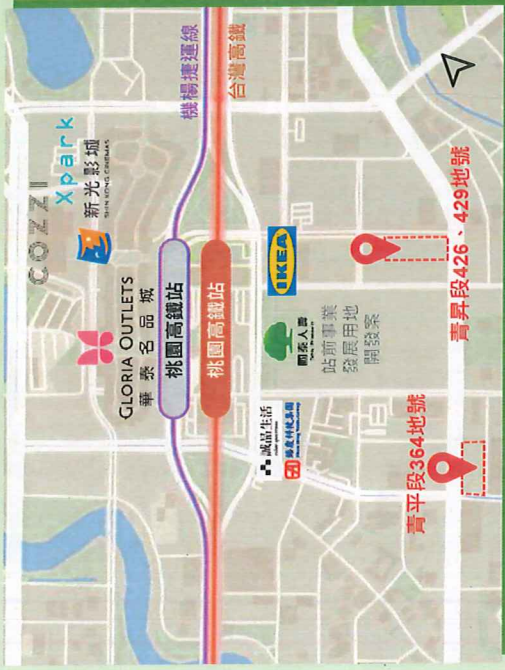 COZZI
Xpark
新光影城
SHIN KONG CINEMAS
GLORIA OUTLETS
華泰名品城
機場捷運線
桃園高鐵站
台灣高鐵
桃園高鐵站
誠品生活
IKEA
國泰人壽
站前事業
發展用地
開發案
青平段364地號
青昇段426、429地號